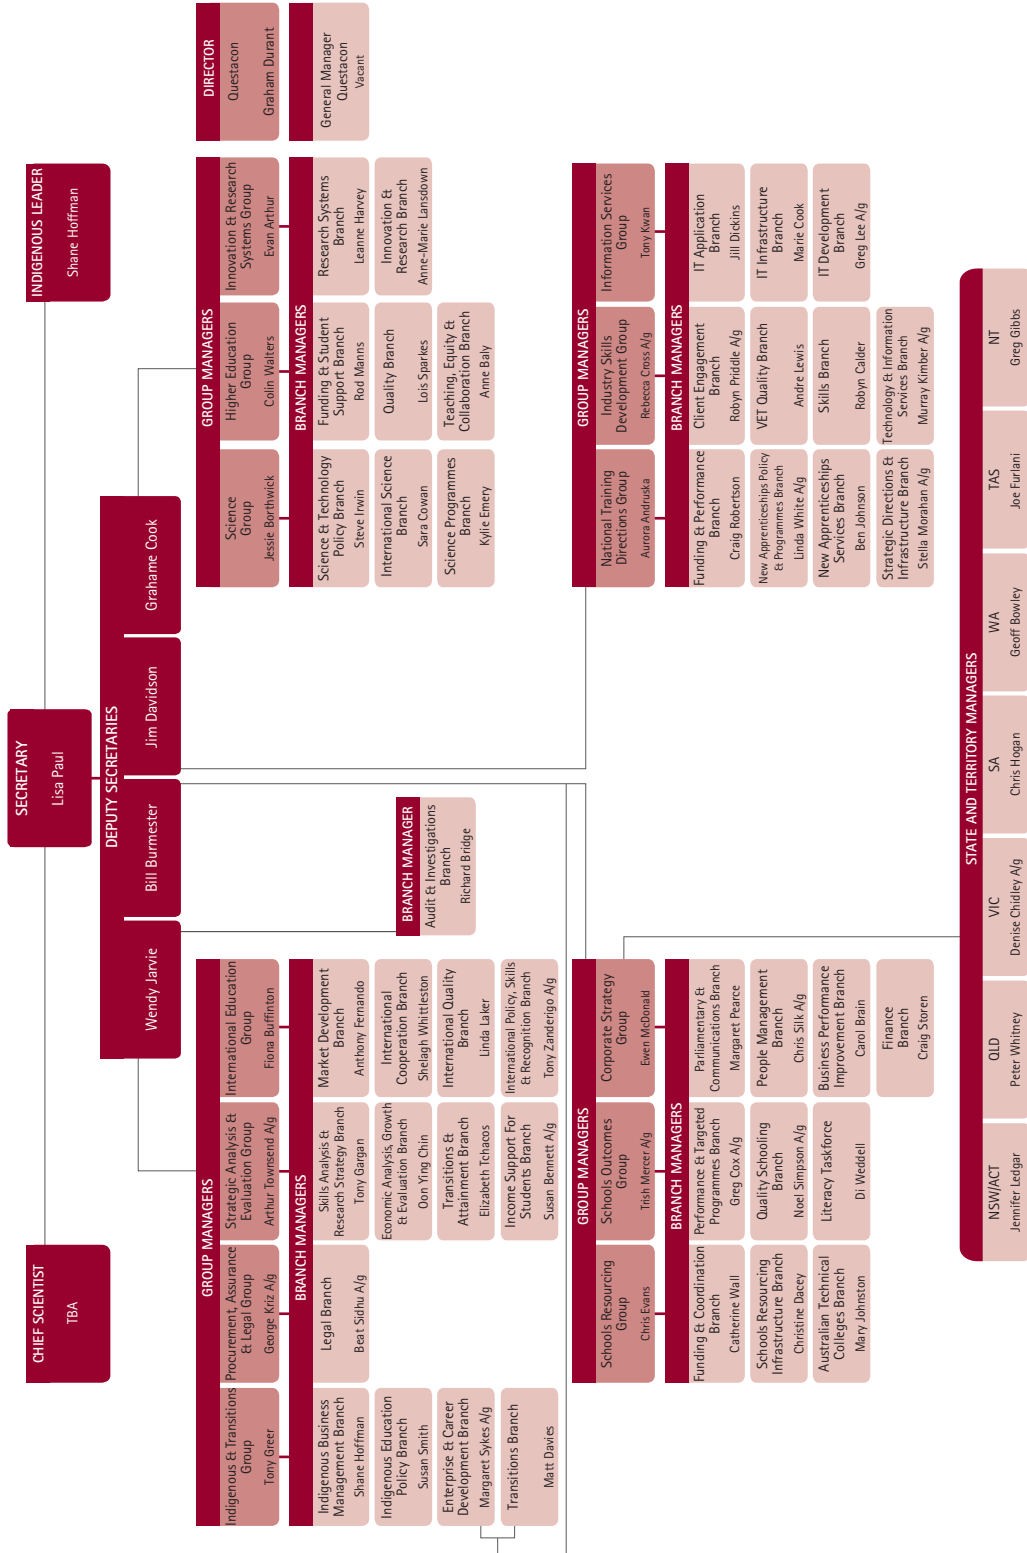 SECRETARY
Lisa Paul
CHIEF SCIENTIST
TBA
INDIGENOUS LEADER
Shane Hoffman
DEPUTY SECRETARIES
Wendy Jarvie
Bill Burmester
Jim Davidson
Grahame Cook
GROUP MANAGERS
Indigenous & Transitions
Group
Tony Greer
Procurement, Assurance
& Legal Group
George Kriz A/g
Strategic Analysis &
Evaluation Group
Arthur Townsend A/g
International Education
Group
Fiona Buffinton
BRANCH MANAGERS
Indigenous Business
Management Branch
Shane Hoffman
Indigenous Education
Policy Branch
Susan Smith
Enterprise & Career
Development Branch
Margaret Sykes A/g
Transitions Branch
Matt Davies
Legal Branch
Beat Sidhu A/g
Skills Analysis &
Research Strategy Branch
Tony Gargan
Economic Analysis, Growth
& Evaluation Branch
Oon Ying Chin
Transitions &
Attainment Branch
Elizabeth Tchacos
Income Support For
Students Branch
Susan Bennett A/g
Market Development
Branch
Anthony Fernando
International
Cooperation Branch
Shelagh Whittleston
International Quality
Branch
Linda Laker
International Policy, Skills
& Recognition Branch
Tony Zanderigo A/g
BRANCH MANAGER
Audit & Investigations
Branch
Richard Bridge
GROUP MANAGERS
Science
Group
Jessie Borthwick
Higher Education
Group
Colin Walters
Innovation & Research
Systems Group
Evan Arthur
BRANCH MANAGERS
Science & Technology
Policy Branch
Steve Irwin
International Science
Branch
Sara Cowan
Science Programmes
Branch
Kylie Emery
Funding & Student
Support Branch
Rod Manns
Quality Branch
Lois Sparkes
Teaching, Equity &
Collaboration Branch
Anne Baly
Research Systems
Branch
Leanne Harvey
Innovation &
Research Branch
Anne-Marie Lansdown
DIRECTOR
Questacon
Graham Durant
BRANCH MANAGERS
General Manager
Questacon
Vacant
GROUP MANAGERS
Schools Resourcing
Group
Chris Evans
Schools Outcomes
Group
Trish Mercer A/g
Corporate Strategy
Group
Ewen McDonald
BRANCH MANAGERS
Funding & Coordination
Branch
Catherine Wall
Schools Resourcing
Infrastructure Branch
Christine Dacey
Australian Technical
Colleges Branch
Mary Johnston
Performance & Targeted
Programmes Branch
Greg Cox A/g
Quality Schooling
Branch
Noel Simpson A/g
Literacy Taskforce
Di Weddell
Parliamentary &
Communications Branch
Margaret Pearce
People Management
Branch
Chris Silk A/g
Business Performance
Improvement Branch
Carol Brain
Finance
Branch
Craig Storen
GROUP MANAGERS
National Training
Directions Group
Aurora Andruska
Industry Skills
Development Group
Rebecca Cross A/g
Information Services
Group
Tony Kwan
BRANCH MANAGERS
Funding & Performance
Branch
Craig Robertson
New Apprenticeships Policy
& Programmes Branch
Linda White A/g
New Apprenticeships
Services Branch
Ben Johnson
Strategic Directions &
Infrastructure Branch
Stella Morahan A/g
Client Engagement
Branch
Robyn Priddle A/g
VET Quality Branch
Andre Lewis
Skills Branch
Robyn Calder
Technology & Information
Services Branch
Murray Kimber A/g
IT Application
Branch
Jill Dickins
IT Infrastructure
Branch
Marie Cook
IT Development
Branch
Greg Lee A/g
STATE AND TERRITORY MANAGERS
NSW/ACT
Jennifer Ledgar
QLD
Peter Whitney
VIC
Denise Chidley A/g
SA
Chris Hogan
WA
Geoff Bowley
TAS
Joe Furlani
NT
Greg Gibbs